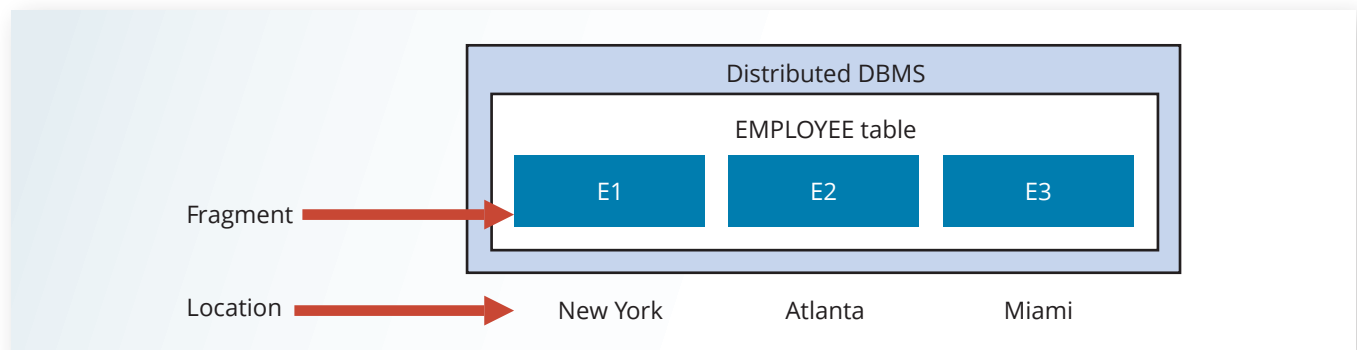 Distributed DBMS
EMPLOYEE table
E1 E2 E3
Fragment
Location New York Atlanta Miami